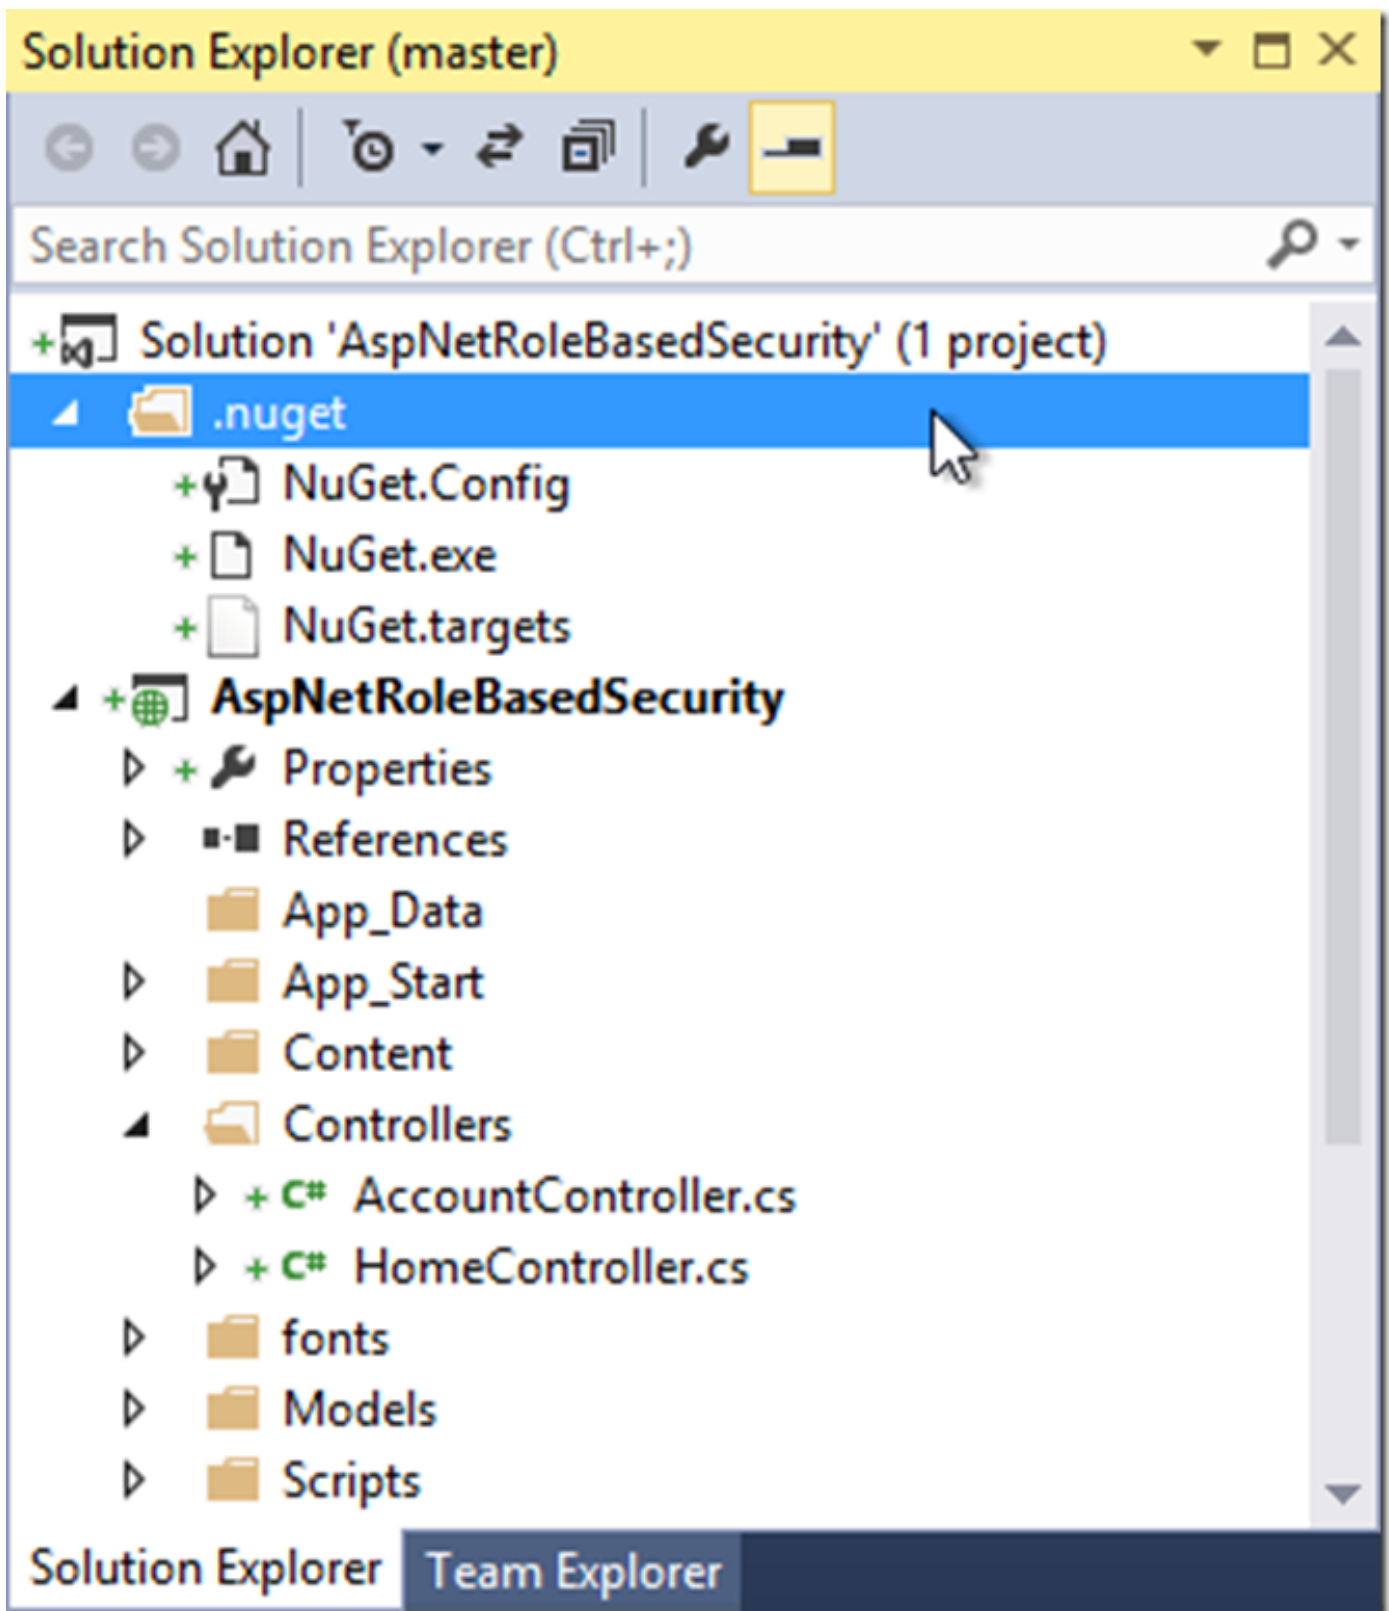 Solution Explorer (master)
Search Solution Explorer (Ctrl+;)
Solution 'AspNetRoleBasedSecurity' (1 project)
.nuget
NuGet.Config
NuGet.exe
NuGet.targets
AspNetRoleBasedSecurity
Properties
References
App_Data
App_Start
Content
Controllers
C# AccountController.cs
C# HomeController.cs
fonts
Models
Scripts
Solution Explorer Team Explorer